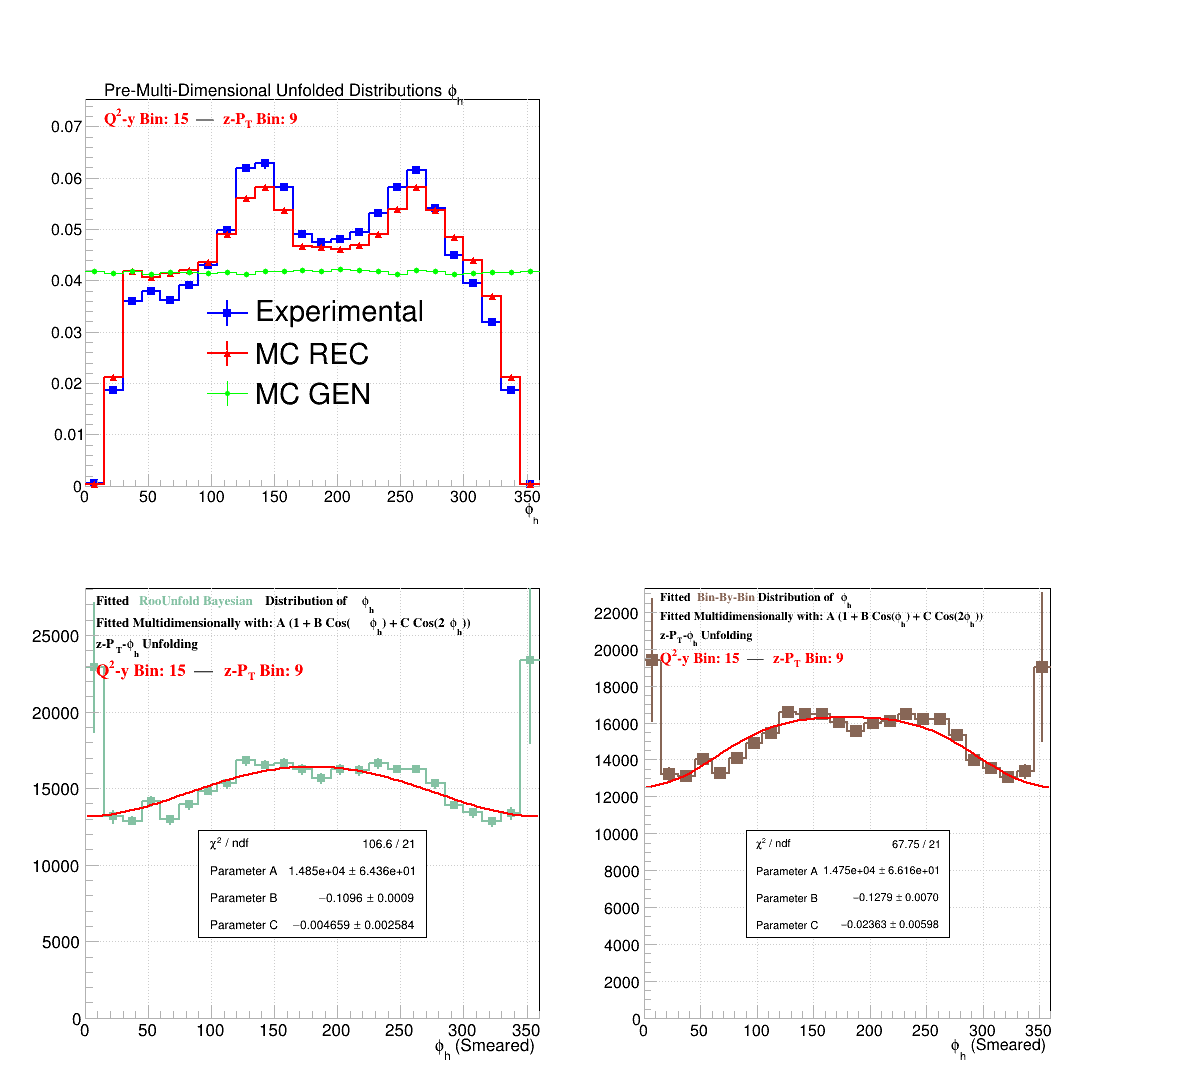 Pre-Multi-Dimensional Unfolded Distributions ϕh
Q²-y Bin: 15 — z-PT Bin: 9
0.07
0.06
0.05
0.04
0.03
0.02
0.01
0
Experimental
MC REC
MC GEN
0 50 100 150 200 250 300 350
ϕh
Fitted RooUnfold Bayesian Distribution of ϕh
Fitted Multidimensionally with: A (1 + B Cos( ϕh) + C Cos(2 ϕh))
z-PT-ϕh Unfolding
Q²-y Bin: 15 — z-PT Bin: 9
25000
20000
15000
10000
5000
0
χ² / ndf 106.6 / 21
Parameter A 1.485e+04 ± 6.436e+01
Parameter B −0.1096 ± 0.0009
Parameter C −0.004659 ± 0.002584
0 50 100 150 200 250 300 350
ϕh (Smeared)
Fitted Bin-By-Bin Distribution of ϕh
Fitted Multidimensionally with: A (1 + B Cos(ϕh) + C Cos(2ϕh))
z-PT-ϕh Unfolding
Q²-y Bin: 15 — z-PT Bin: 9
22000
20000
18000
16000
14000
12000
10000
8000
6000
4000
2000
0
χ² / ndf 67.75 / 21
Parameter A 1.475e+04 ± 6.616e+01
Parameter B −0.1279 ± 0.0070
Parameter C −0.02363 ± 0.00598
0 50 100 150 200 250 300 350
ϕh (Smeared)